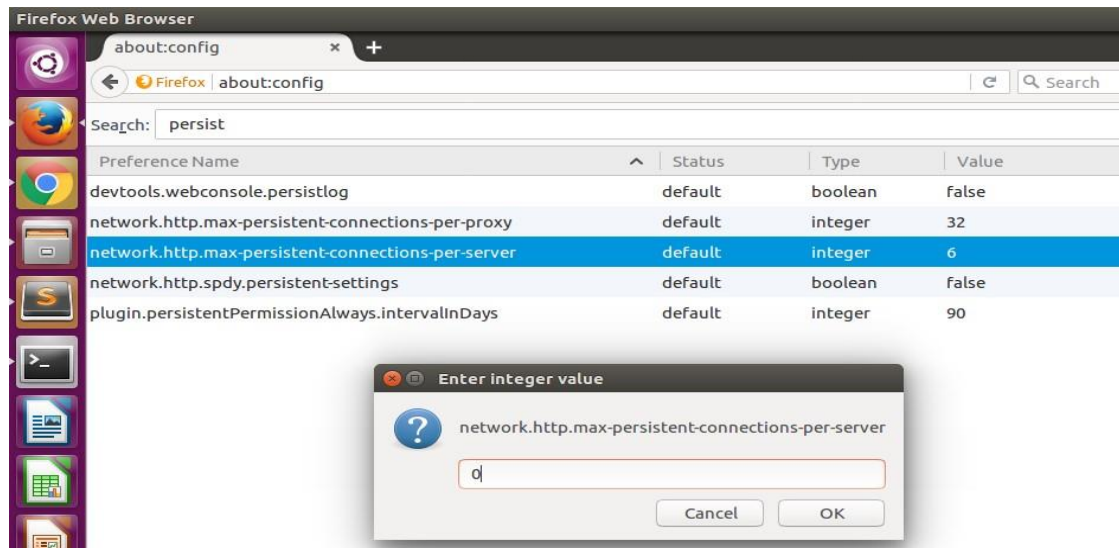 Firefox Web Browser
about:config × +
Firefox about:config Search
Search: persist
Preference Name Status Type Value
devtools.webconsole.persistlog default boolean false
network.http.max-persistent-connections-per-proxy default integer 32
network.http.max-persistent-connections-per-server default integer 6
network.http.spdy.persistent-settings default boolean false
plugin.persistentPermissionAlways.intervalInDays default integer 90
Enter integer value
network.http.max-persistent-connections-per-server
0
Cancel OK